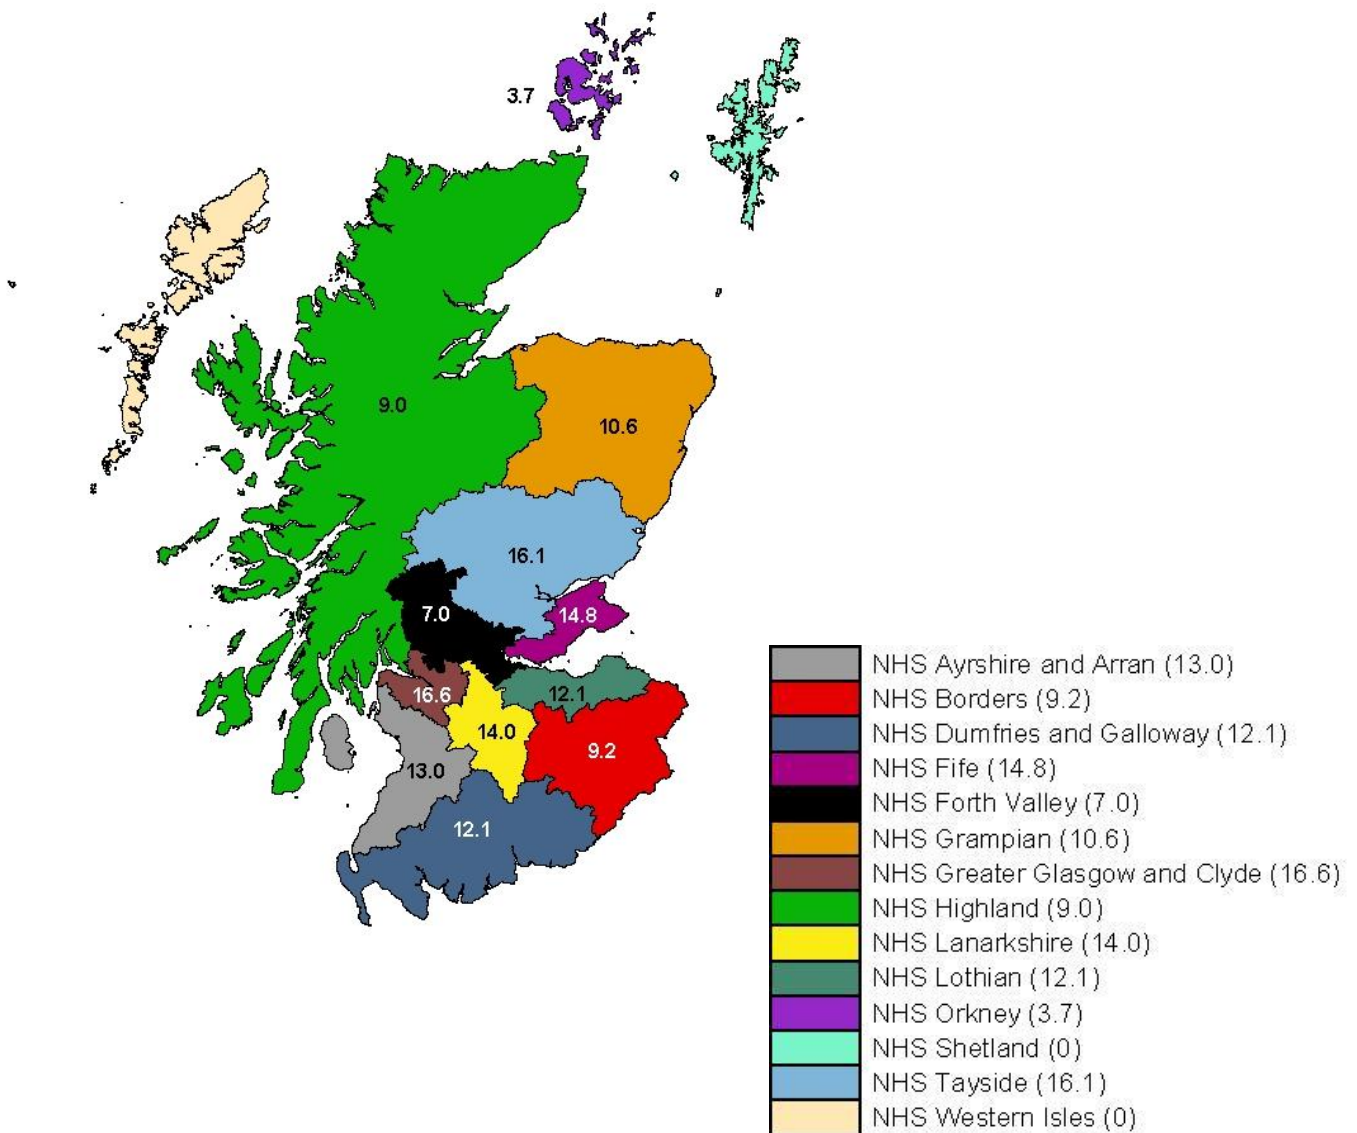 3.7
9.0
10.6
16.1
7.0
14.8
16.6
12.1
14.0
9.2
13.0
12.1
NHS Ayrshire and Arran (13.0)
NHS Borders (9.2)
NHS Dumfries and Galloway (12.1)
NHS Fife (14.8)
NHS Forth Valley (7.0)
NHS Grampian (10.6)
NHS Greater Glasgow and Clyde (16.6)
NHS Highland (9.0)
NHS Lanarkshire (14.0)
NHS Lothian (12.1)
NHS Orkney (3.7)
NHS Shetland (0)
NHS Tayside (16.1)
NHS Western Isles (0)